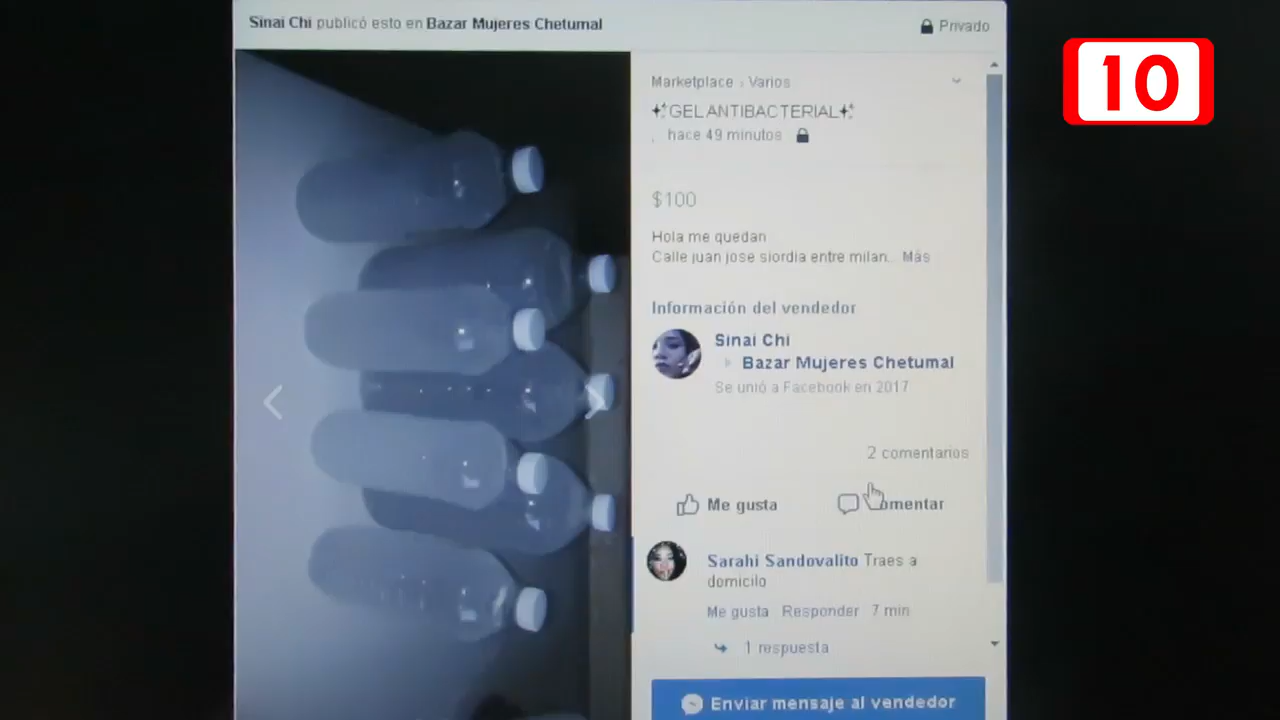 Sinai Chi publicó esto en Bazar Mujeres Chetumal
Privado
10
Marketplace › Varios
GEL ANTIBACTERIAL
hace 49 minutos
$100
Hola me quedan
Calle juan jose siordia entre milan... Más
Información del vendedor
Sinai Chi
Bazar Mujeres Chetumal
Se unió a Facebook en 2017
2 comentarios
Me gusta
omentar
Sarahi Sandovalito Traes a
domicilo
Me gusta Responder 7 min
1 respuesta
Enviar mensaje al vendedor